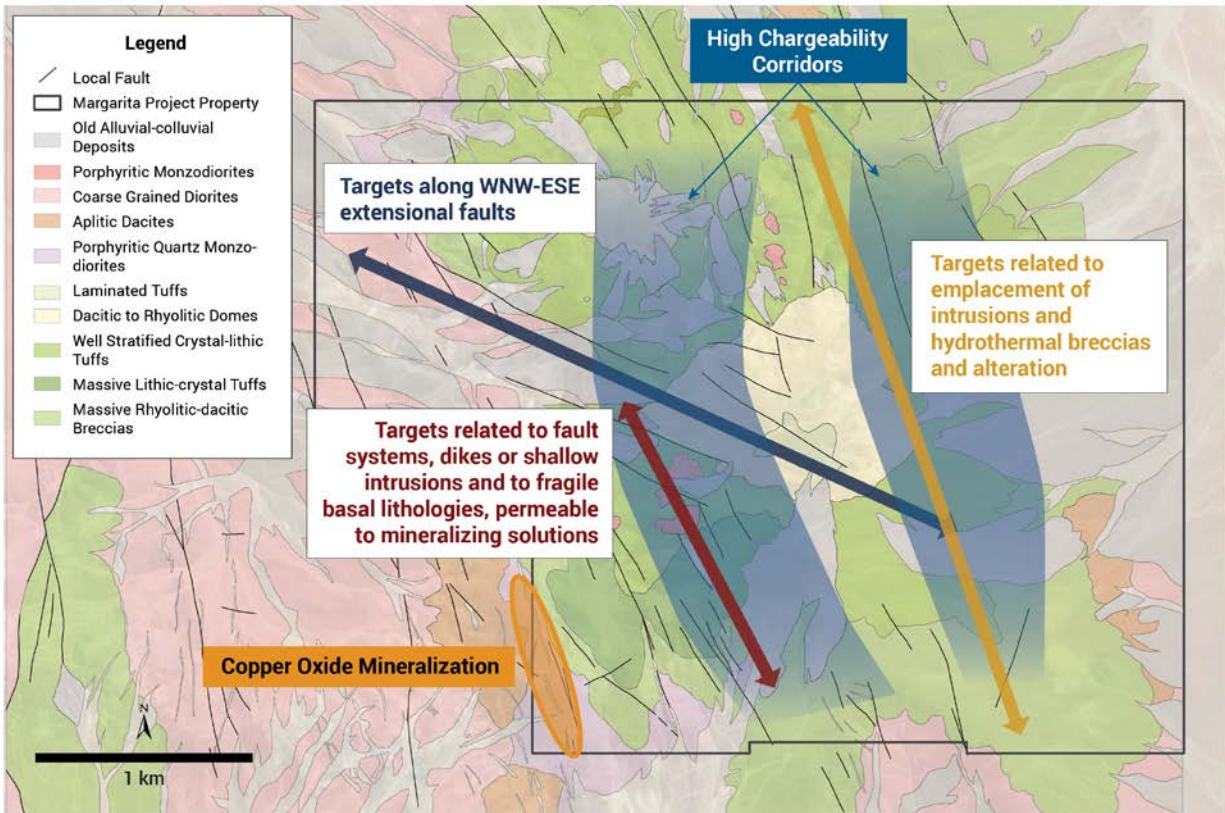 Legend
Local Fault
Margarita Project Property
Old Alluvial-colluvial
Deposits
Porphyritic Monzodiorites
Coarse Grained Diorites
Aplitic Dacites
Porphyritic Quartz Monzo-
diorites
Laminated Tuffs
Dacitic to Rhyolitic Domes
Well Stratified Crystal-lithic
Tuffs
Massive Lithic-crystal Tuffs
Massive Rhyolitic-dacitic
Breccias
High Chargeability
Corridors
Targets along WNW-ESE
extensional faults
Targets related to
emplacement of
intrusions and
hydrothermal breccias
and alteration
Targets related to fault
systems, dikes or shallow
intrusions and to fragile
basal lithologies, permeable
to mineralizing solutions
Copper Oxide Mineralization
N
1 km